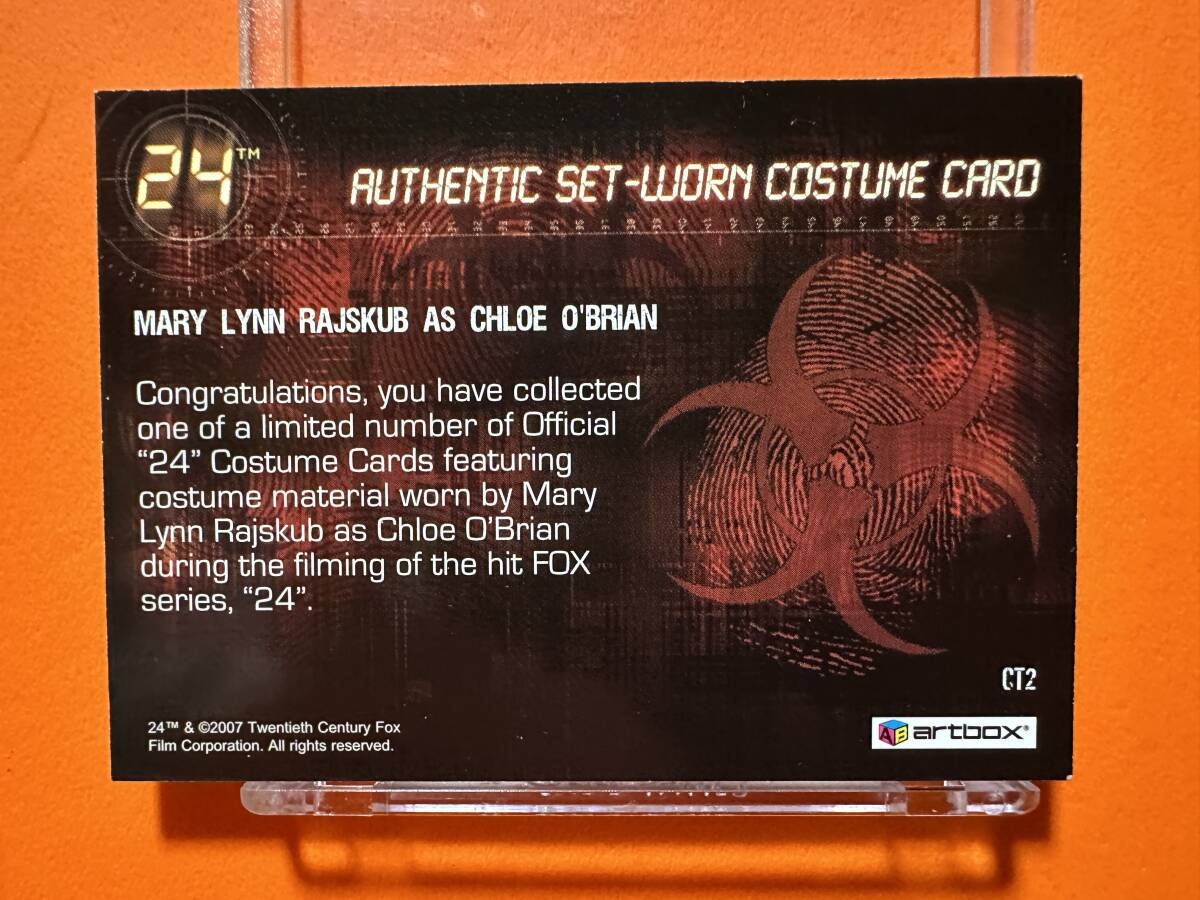 24™
AUTHENTIC SET-WORN COSTUME CARD
MARY LYNN RAJSKUB AS CHLOE O'BRIAN
Congratulations, you have collected
one of a limited number of Official
“24” Costume Cards featuring
costume material worn by Mary
Lynn Rajskub as Chloe O’Brian
during the filming of the hit FOX
series, “24”.
CT2
24™ & ©2007 Twentieth Century Fox
Film Corporation. All rights reserved.
AB artbox®